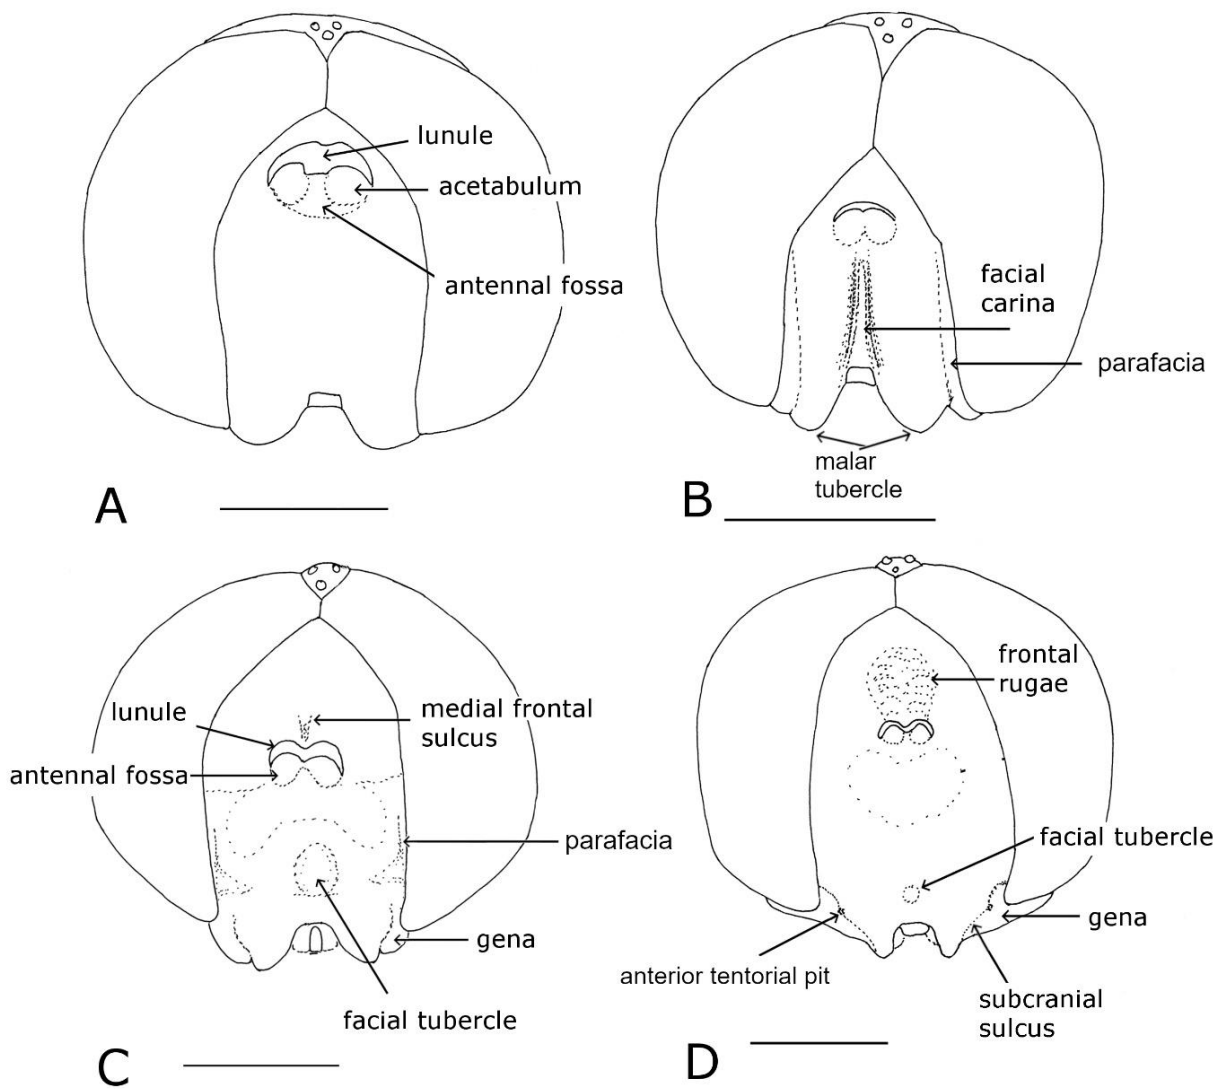 lunule
acetabulum
antennal fossa
A
facial
carina
parafacia
malar
tubercle
B
lunule
medial frontal
sulcus
antennal fossa
parafacia
gena
facial tubercle
C
frontal
rugae
facial tubercle
gena
anterior tentorial pit
subcranial
sulcus
D